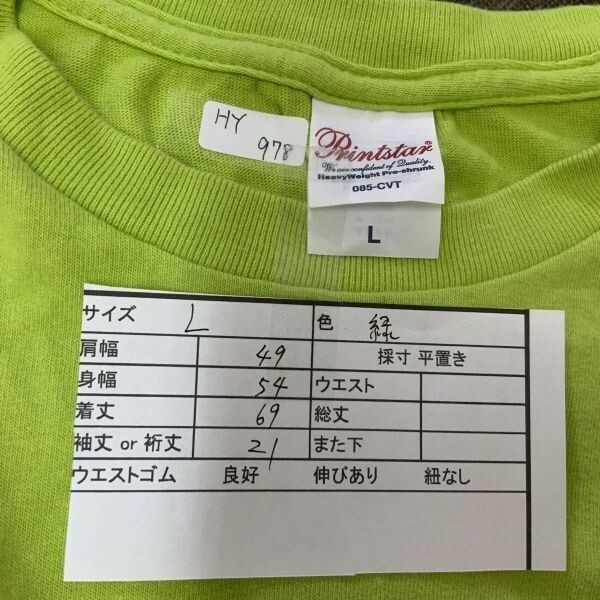 HY
978
Printstar®
We are confident of Quality.
HeavyWeight Pre-shrunk
085-CVT
L
サイズ L 色 緑
肩幅 49 採寸 平置き
身幅 54 ウエスト
着丈 69 総丈
袖丈 or 裄丈 21 また下
ウエストゴム 良好 伸びあり 紐なし